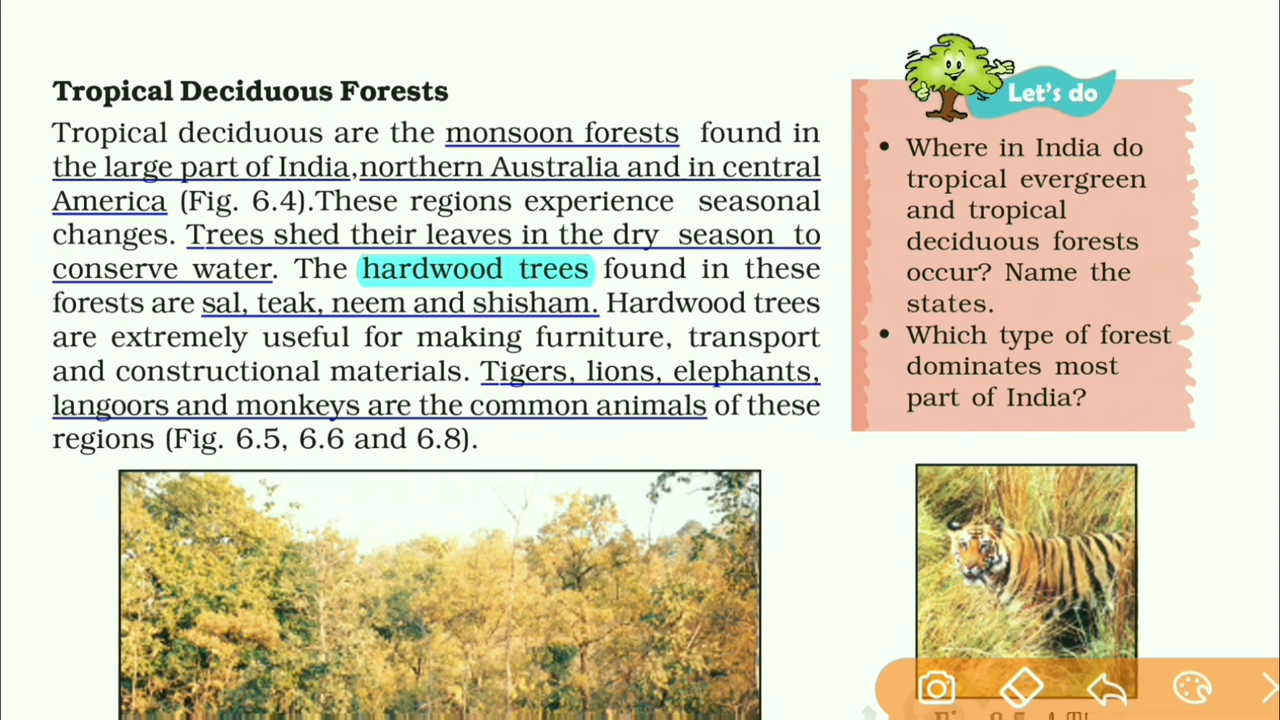 Tropical Deciduous Forests
Tropical deciduous are the monsoon forests found in
the large part of India,northern Australia and in central
America (Fig. 6.4).These regions experience seasonal
changes. Trees shed their leaves in the dry season to
conserve water. The hardwood trees found in these
forests are sal, teak, neem and shisham. Hardwood trees
are extremely useful for making furniture, transport
and constructional materials. Tigers, lions, elephants,
langoors and monkeys are the common animals of these
regions (Fig. 6.5, 6.6 and 6.8).
Let's do
• Where in India do
tropical evergreen
and tropical
deciduous forests
occur? Name the
states.
• Which type of forest
dominates most
part of India?